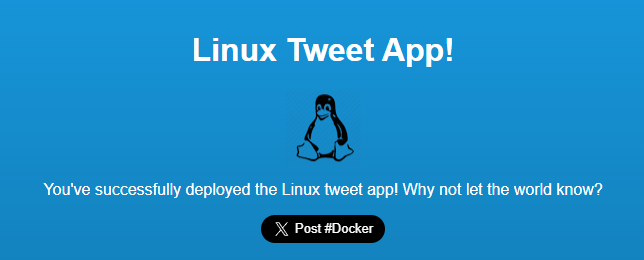 Linux Tweet App!
You've successfully deployed the Linux tweet app! Why not let the world know?
Post #Docker